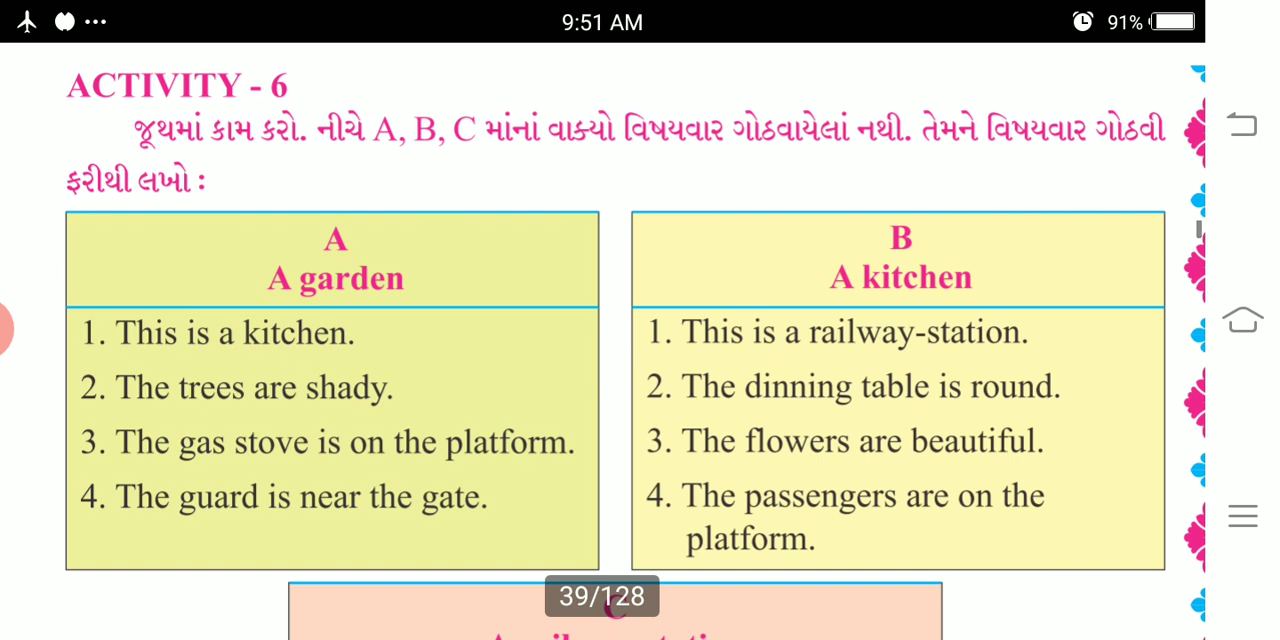 9:51 AM
91%
ACTIVITY - 6
જૂથમાં કામ કરો. નીચે A, B, C માંનાં વાક્યો વિષયવાર ગોઠવાયેલાં નથી. તેમને વિષયવાર ગોઠવી
ફરીથી લખો :
A
A garden
1. This is a kitchen.
2. The trees are shady.
3. The gas stove is on the platform.
4. The guard is near the gate.
B
A kitchen
1. This is a railway-station.
2. The dinning table is round.
3. The flowers are beautiful.
4. The passengers are on the
platform.
39/128
C